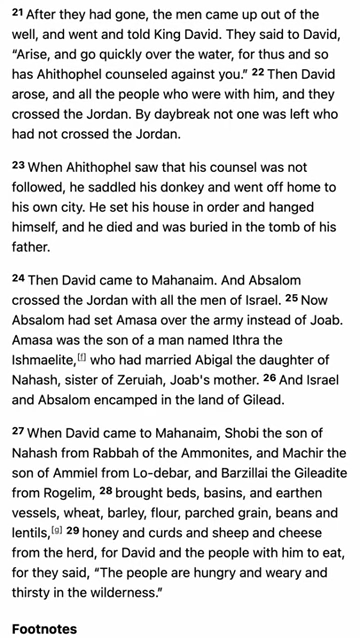 21 After they had gone, the men came up out of the
well, and went and told King David. They said to David,
“Arise, and go quickly over the water, for thus and so
has Ahithophel counseled against you.” 22 Then David
arose, and all the people who were with him, and they
crossed the Jordan. By daybreak not one was left who
had not crossed the Jordan.
23 When Ahithophel saw that his counsel was not
followed, he saddled his donkey and went off home to
his own city. He set his house in order and hanged
himself, and he died and was buried in the tomb of his
father.
24 Then David came to Mahanaim. And Absalom
crossed the Jordan with all the men of Israel. 25 Now
Absalom had set Amasa over the army instead of Joab.
Amasa was the son of a man named Ithra the
Ishmaelite,[f] who had married Abigal the daughter of
Nahash, sister of Zeruiah, Joab's mother. 26 And Israel
and Absalom encamped in the land of Gilead.
27 When David came to Mahanaim, Shobi the son of
Nahash from Rabbah of the Ammonites, and Machir the
son of Ammiel from Lo-debar, and Barzillai the Gileadite
from Rogelim, 28 brought beds, basins, and earthen
vessels, wheat, barley, flour, parched grain, beans and
lentils,[g] 29 honey and curds and sheep and cheese
from the herd, for David and the people with him to eat,
for they said, “The people are hungry and weary and
thirsty in the wilderness.”
Footnotes